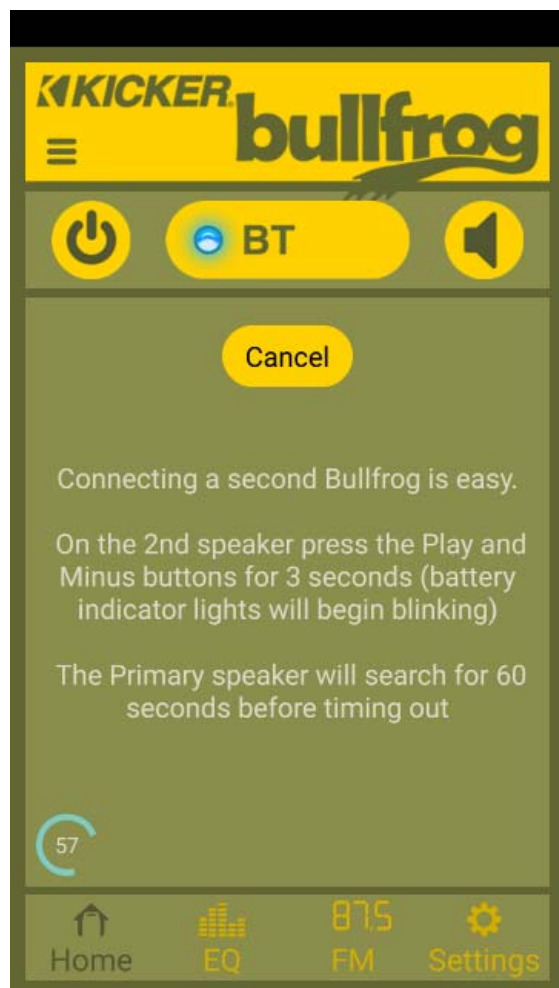 KICKER
bullfrog
BT
Cancel
Connecting a second Bullfrog is easy.
On the 2nd speaker press the Play and
Minus buttons for 3 seconds (battery
indicator lights will begin blinking)
The Primary speaker will search for 60
seconds before timing out
57
87.5
Home EQ FM Settings